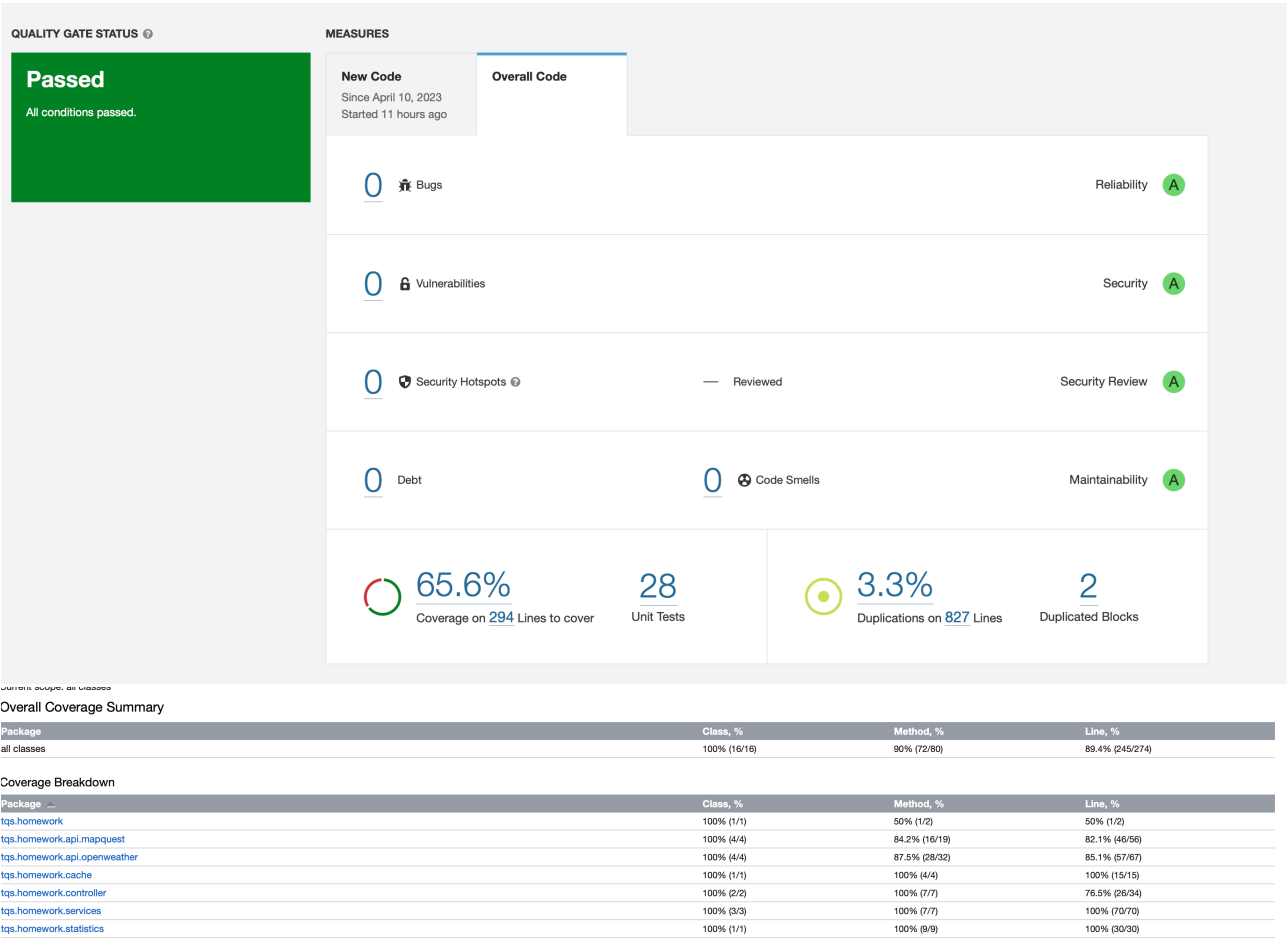 QUALITY GATE STATUS
MEASURES
Passed
All conditions passed.
New Code
Since April 10, 2023
Started 11 hours ago
Overall Code
0 Bugs Reliability A
0 Vulnerabilities Security A
0 Security Hotspots — Reviewed Security Review A
0 Debt 0 Code Smells Maintainability A
65.6% 28 3.3% 2
Coverage on 294 Lines to cover Unit Tests Duplications on 827 Lines Duplicated Blocks
Current scope: all classes
Overall Coverage Summary
Package Class, % Method, % Line, %
all classes 100% (16/16) 90% (72/80) 89.4% (245/274)
Coverage Breakdown
Package Class, % Method, % Line, %
tqs.homework 100% (1/1) 50% (1/2) 50% (1/2)
tqs.homework.api.mapquest 100% (4/4) 84.2% (16/19) 82.1% (46/56)
tqs.homework.api.openweather 100% (4/4) 87.5% (28/32) 85.1% (57/67)
tqs.homework.cache 100% (1/1) 100% (4/4) 100% (15/15)
tqs.homework.controller 100% (2/2) 100% (7/7) 76.5% (26/34)
tqs.homework.services 100% (3/3) 100% (7/7) 100% (70/70)
tqs.homework.statistics 100% (1/1) 100% (9/9) 100% (30/30)